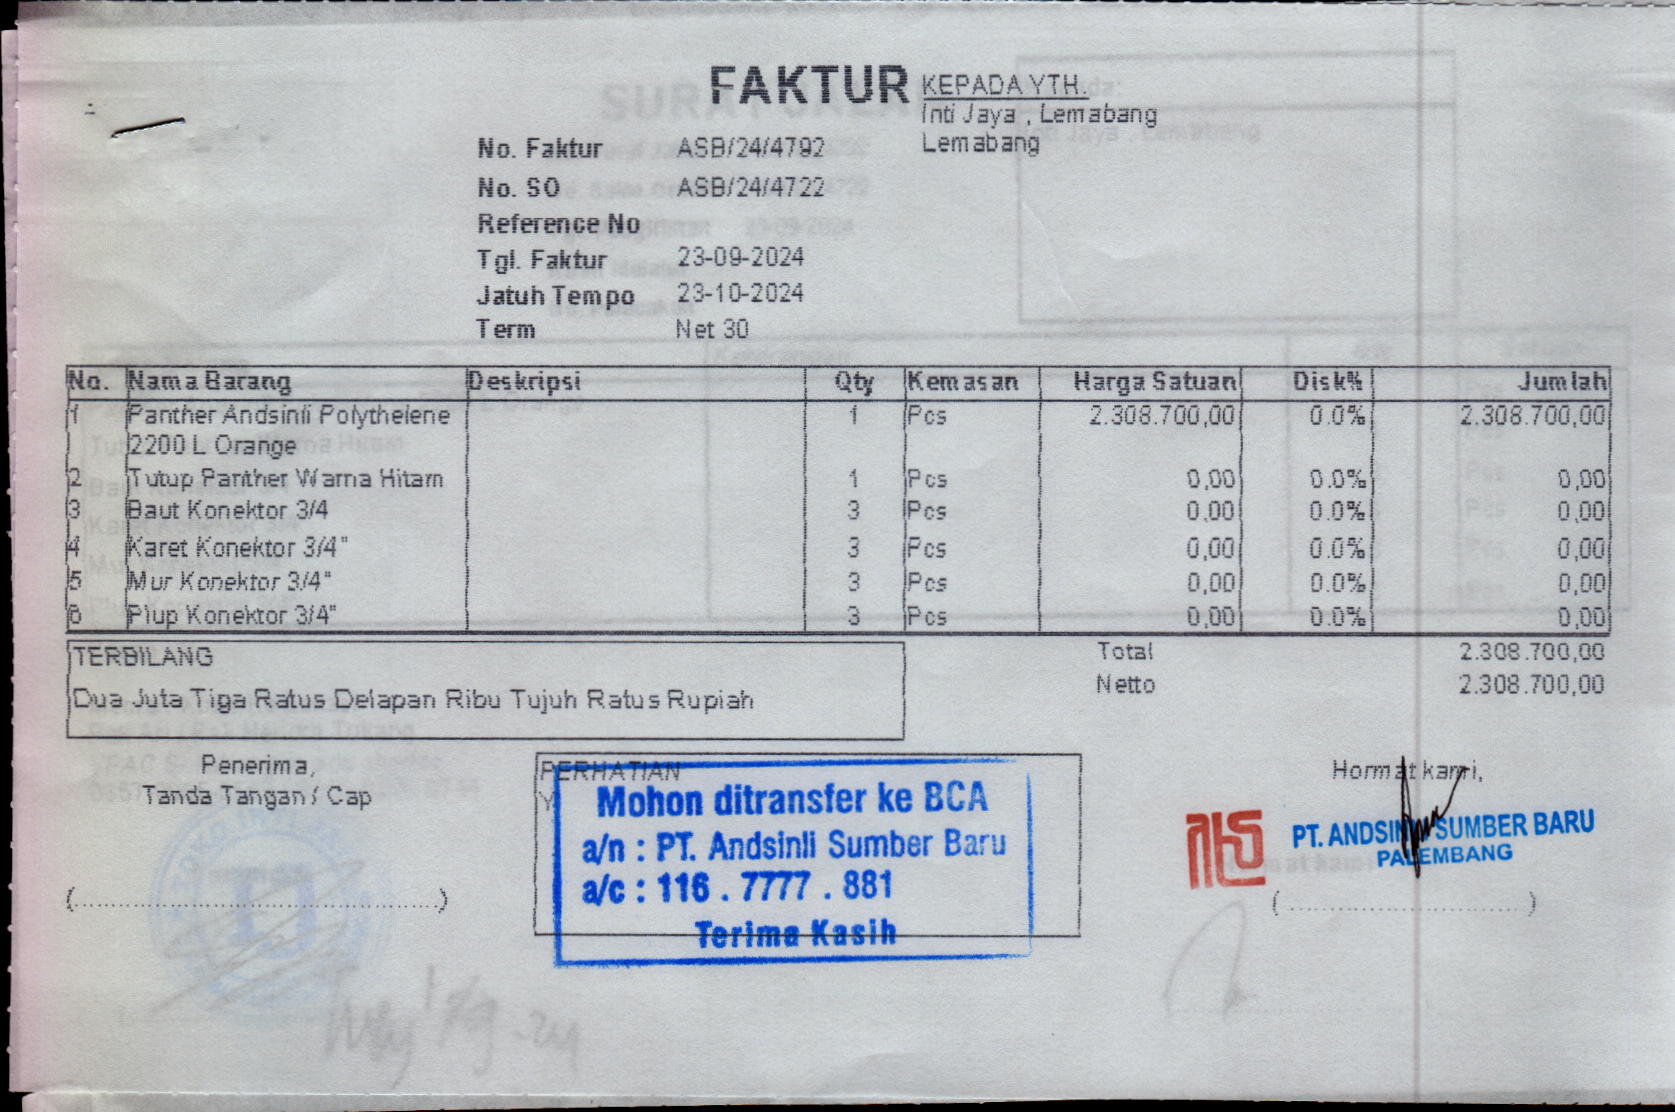 FAKTUR
KEPADA YTH.
Inti Jaya , Lemabang
Lemabang
No. Faktur ASB/24/4792
No. SO ASB/24/4722
Reference No
Tgl. Faktur 23-09-2024
Jatuh Tempo 23-10-2024
Term Net 30
No. Nama Barang Deskripsi Qty Kemasan Harga Satuan Disk% Jumlah
1 Panther Andsinli Polythelene 1 Pcs 2.308.700,00 0.0% 2.308.700,00
2200 L Orange
2 Tutup Panther Warna Hitam 1 Pcs 0,00 0.0% 0,00
3 Baut Konektor 3/4 3 Pcs 0,00 0.0% 0,00
4 Karet Konektor 3/4" 3 Pcs 0,00 0.0% 0,00
5 Mur Konektor 3/4" 3 Pcs 0,00 0.0% 0,00
6 Plup Konektor 3/4" 3 Pcs 0,00 0.0% 0,00
TERBILANG
Dua Juta Tiga Ratus Delapan Ribu Tujuh Ratus Rupiah
Total 2.308.700,00
Netto 2.308.700,00
Penerima,
Tanda Tangan / Cap
(..............................)
PERHATIAN
Mohon ditransfer ke BCA
a/n : PT. Andsinli Sumber Baru
a/c : 116 . 7777 . 881
Terima Kasih
Hormat kami,
PT. ANDSINLI SUMBER BARU
PALEMBANG
(..............................)